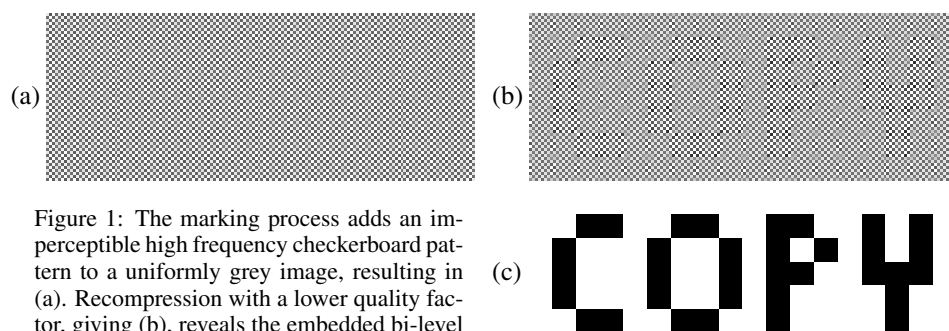 (a)
(b)
COPY
Figure 1: The marking process adds an im-
perceptible high frequency checkerboard pat-
tern to a uniformly grey image, resulting in
(a). Recompression with a lower quality fac-
tor, giving (b), reveals the embedded bi-level
(c)
COPY